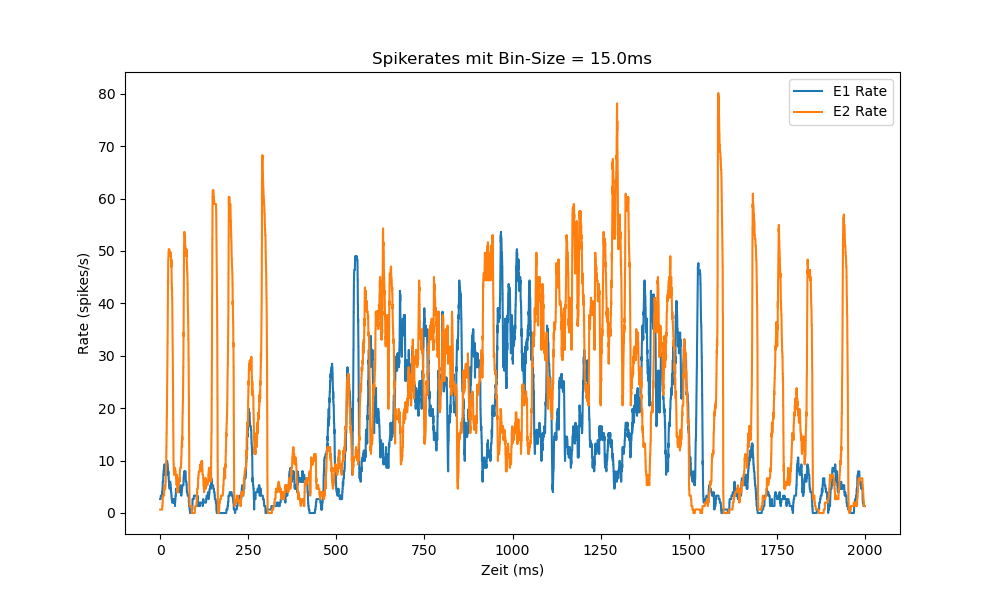 Spikerates mit Bin-Size = 15.0ms
E1 Rate
E2 Rate
80
70
60
50
40
30
20
10
0
Rate (spikes/s)
0 250 500 750 1000 1250 1500 1750 2000
Zeit (ms)